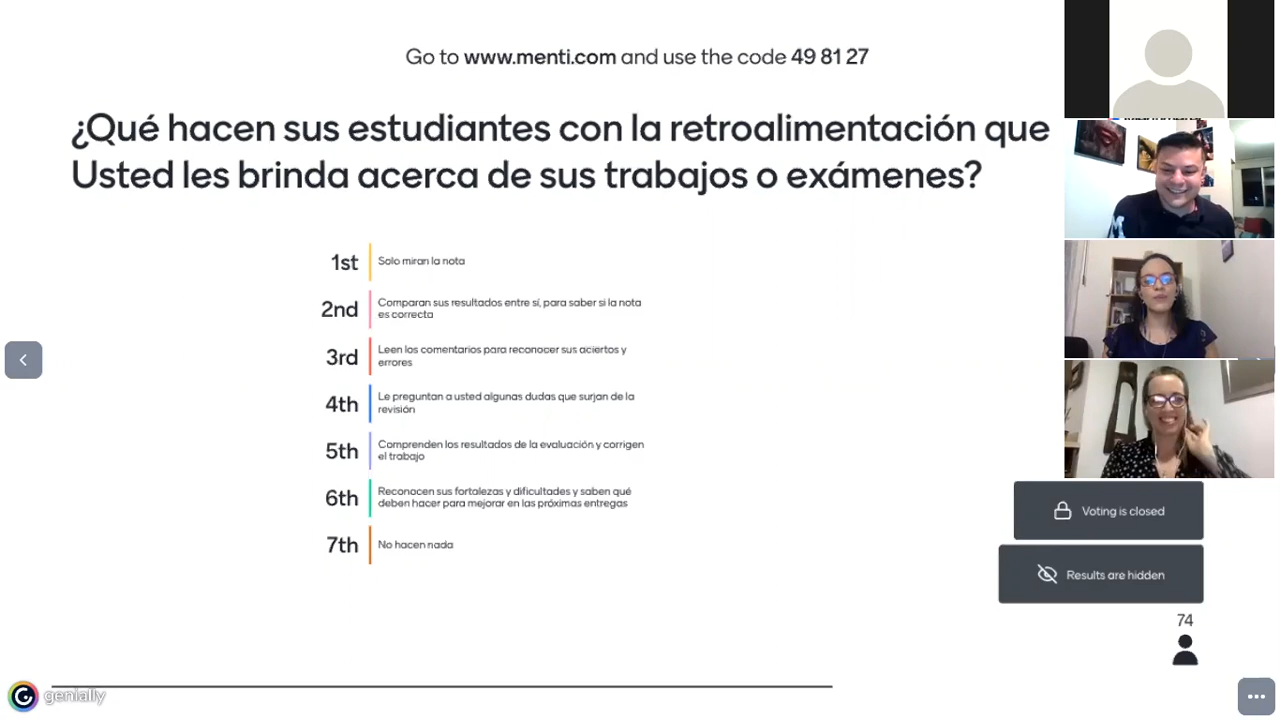 Go to www.menti.com and use the code 49 81 27
¿Qué hacen sus estudiantes con la retroalimentación que
Usted les brinda acerca de sus trabajos o exámenes?
1st Solo miran la nota
2nd Comparan sus resultados entre sí, para saber si la nota
es correcta
3rd Leen los comentarios para reconocer sus aciertos y
errores
4th Le preguntan a usted algunas dudas que surjan de la
revisión
5th Comprenden los resultados de la evaluación y corrigen
el trabajo
6th Reconocen sus fortalezas y dificultades y saben qué
deben hacer para mejorar en las próximas entregas
7th No hacen nada
Voting is closed
Results are hidden
74
genially